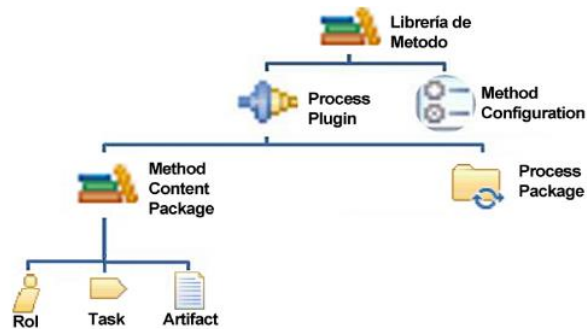 Librería de
Metodo
Process
Plugin
Method
Configuration
Method
Content
Package
Process
Package
Rol
Task
Artifact